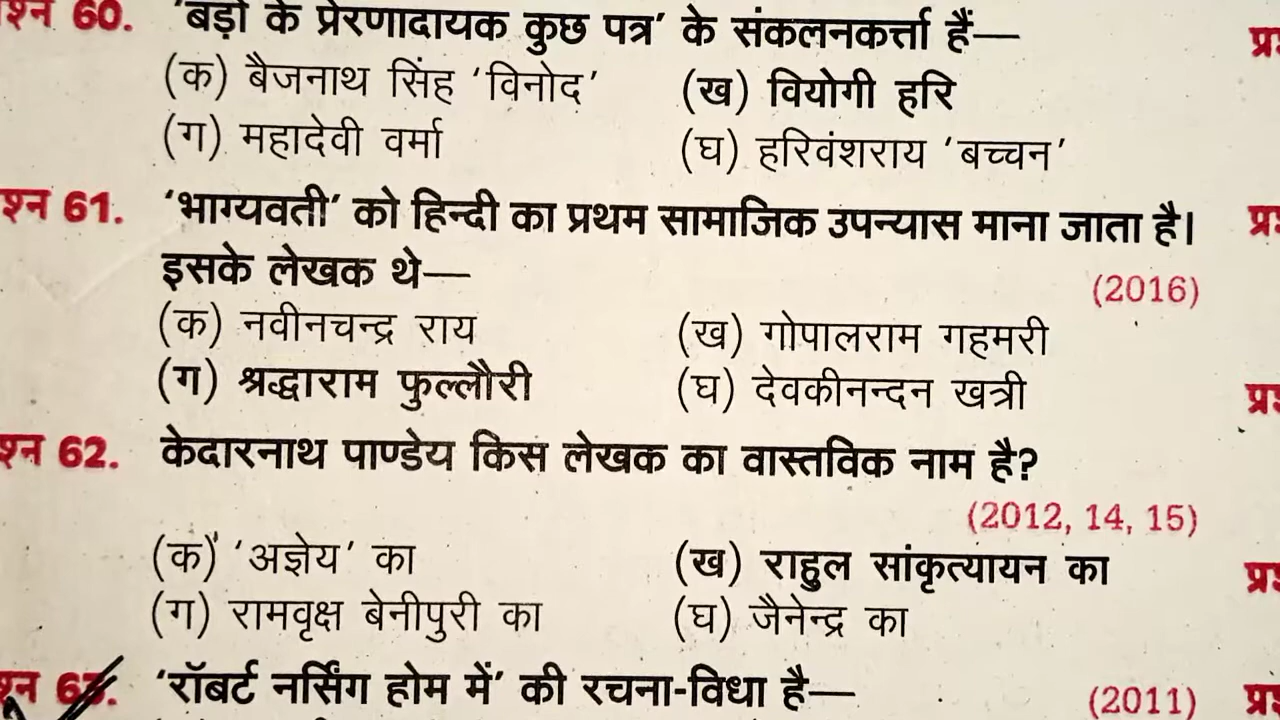 श्न 60. 'बड़ों के प्रेरणादायक कुछ पत्र' के संकलनकर्त्ता हैं—
(क) बैजनाथ सिंह 'विनोद' (ख) वियोगी हरि
(ग) महादेवी वर्मा (घ) हरिवंशराय 'बच्चन'
श्न 61. 'भाग्यवती' को हिन्दी का प्रथम सामाजिक उपन्यास माना जाता है।
इसके लेखक थे— (2016)
(क) नवीनचन्द्र राय (ख) गोपालराम गहमरी
(ग) श्रद्धाराम फुल्लौरी (घ) देवकीनन्दन खत्री
श्न 62. केदारनाथ पाण्डेय किस लेखक का वास्तविक नाम है?
(2012, 14, 15)
(क) 'अज्ञेय' का (ख) राहुल सांकृत्यायन का
(ग) रामवृक्ष बेनीपुरी का (घ) जैनेन्द्र का
श्न 63. 'रॉबर्ट नर्सिंग होम में' की रचना-विधा है— (2011)